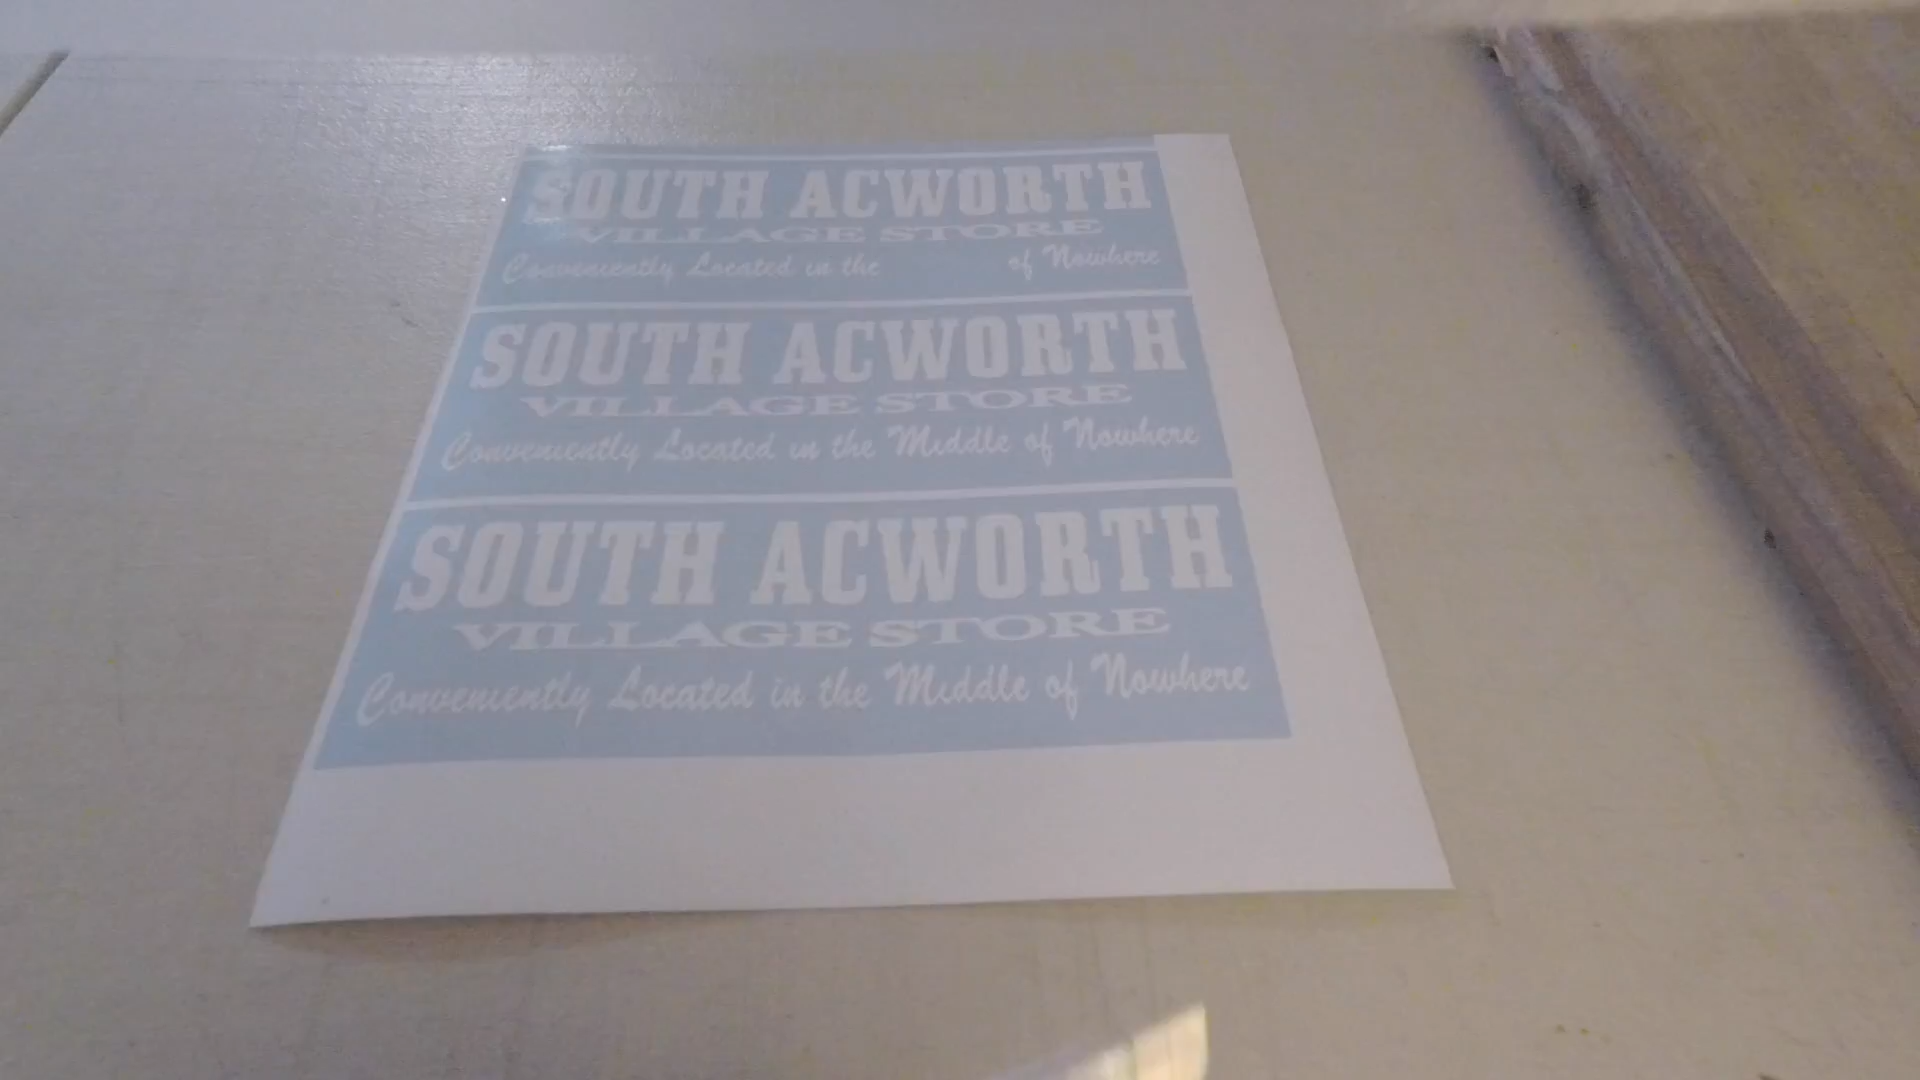 SOUTH ACWORTH
VILLAGE STORE
Conveniently Located in the of Nowhere
SOUTH ACWORTH
VILLAGE STORE
Conveniently Located in the Middle of Nowhere
SOUTH ACWORTH
VILLAGE STORE
Conveniently Located in the Middle of Nowhere